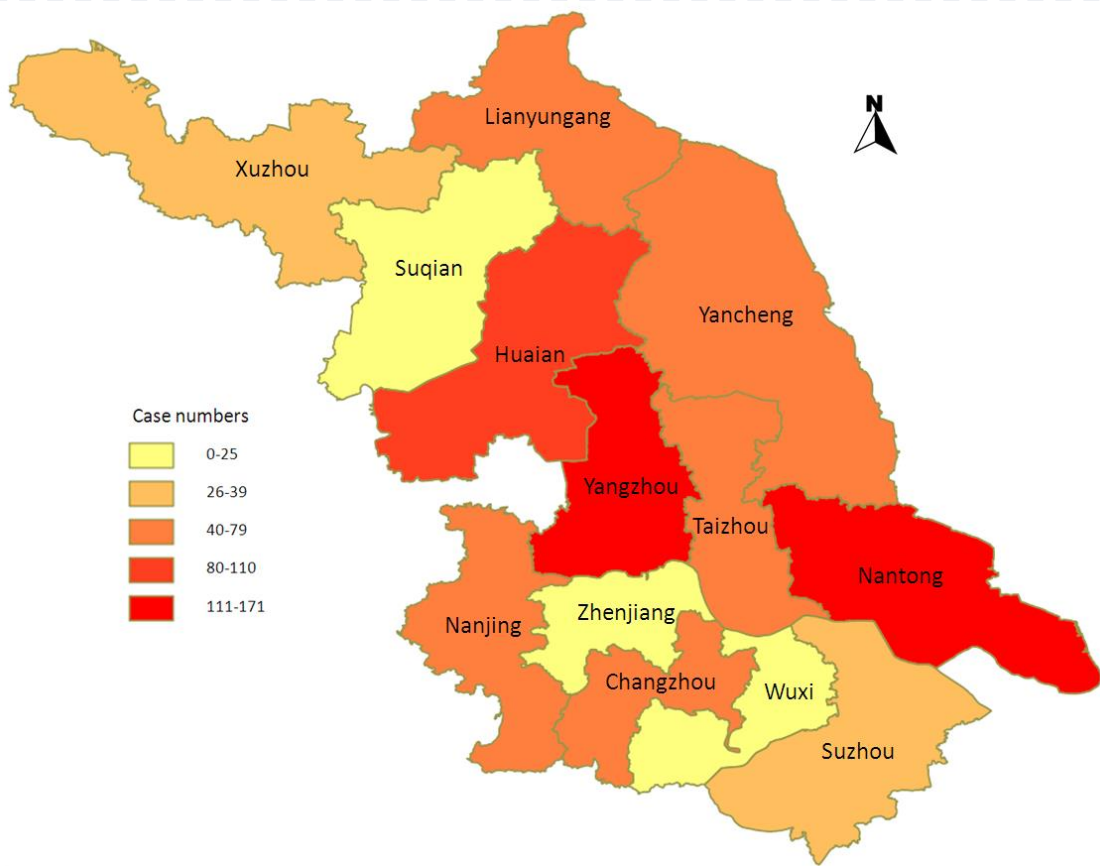 N
Lianyungang
Xuzhou
Suqian
Yancheng
Huaian
Case numbers
0-25
26-39
40-79
80-110
111-171
Yangzhou
Taizhou
Nantong
Zhenjiang
Nanjing
Changzhou
Wuxi
Suzhou